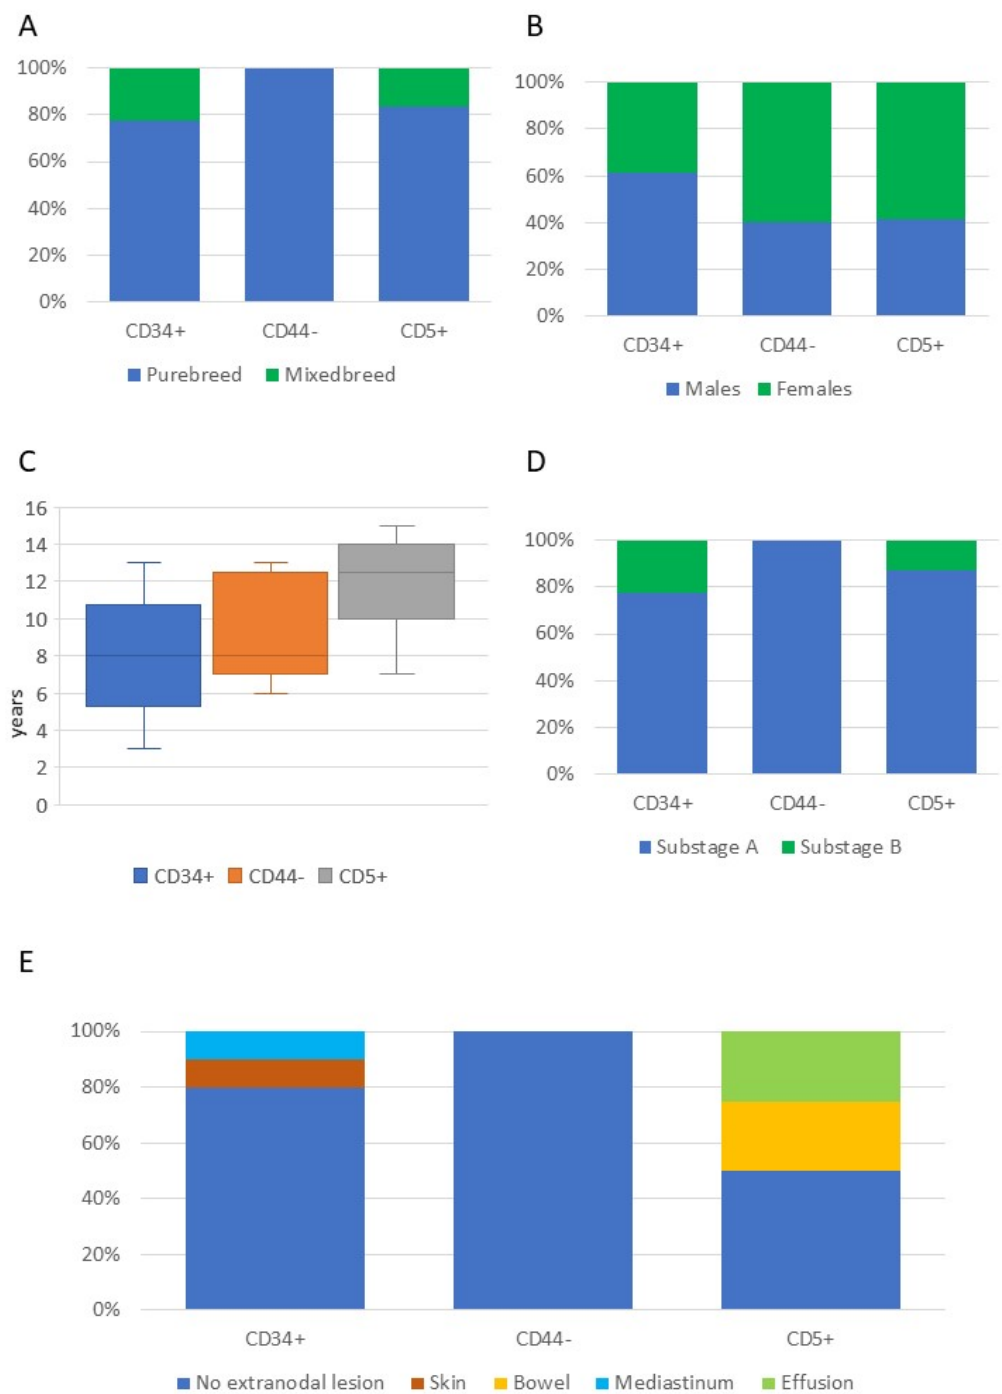 A
100%
80%
60%
40%
20%
0%
CD34+ CD44- CD5+
Purebreed Mixedbreed
B
100%
80%
60%
40%
20%
0%
CD34+ CD44- CD5+
Males Females
C
16
14
12
10
8
6
4
2
0
years
CD34+ CD44- CD5+
D
100%
80%
60%
40%
20%
0%
CD34+ CD44- CD5+
Substage A Substage B
E
100%
80%
60%
40%
20%
0%
CD34+ CD44- CD5+
No extranodal lesion Skin Bowel Mediastinum Effusion